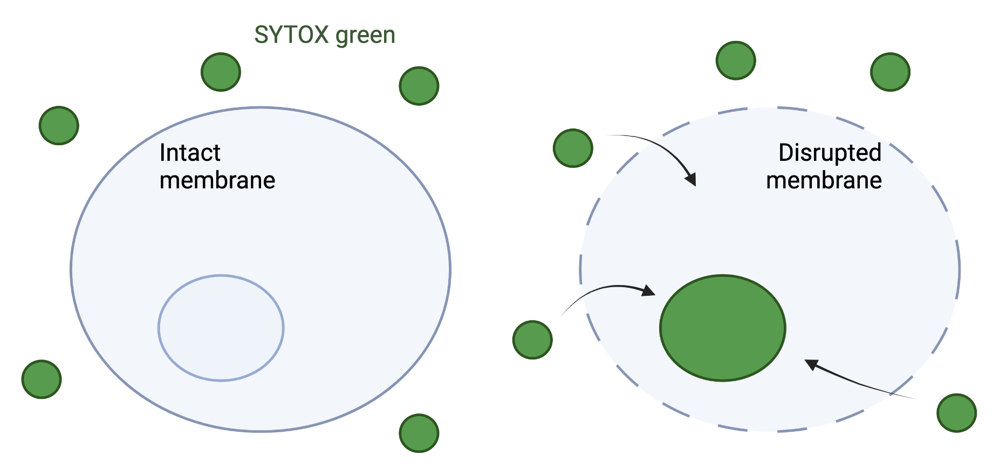 SYTOX green
Intact
membrane
Disrupted
membrane